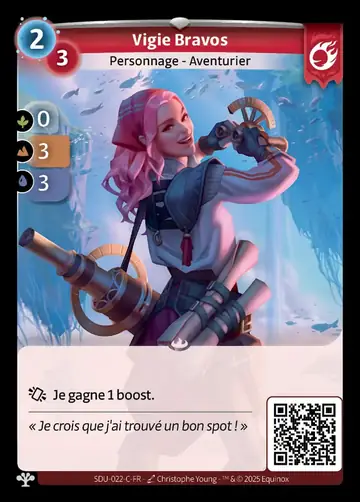 2
Vigie Bravos
3
Personnage - Aventurier
0
3
3
Je gagne 1 boost.
« Je crois que j'ai trouvé un bon spot ! »
SDU-022-C-FR - Christophe Young - ™ & © 2025 Equinox